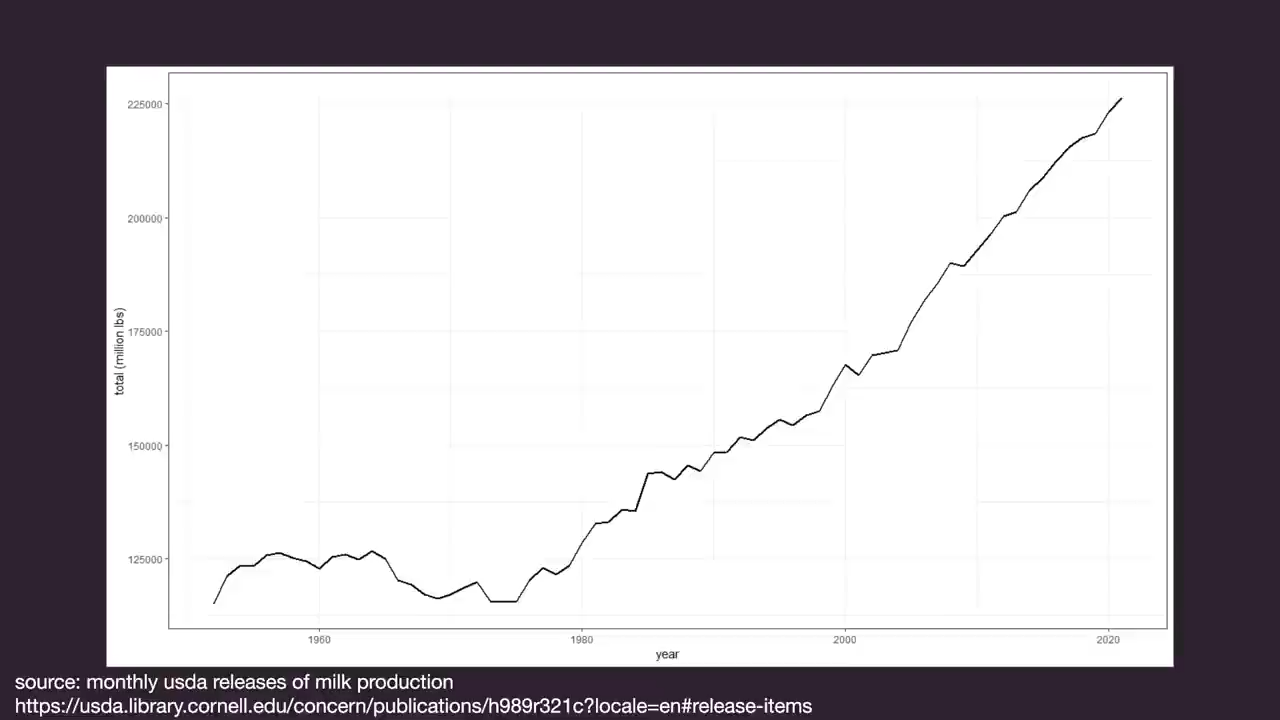 225000
200000
175000
150000
125000
total (million lbs)
1960
1980
2000
2020
year
source: monthly usda releases of milk production
https://usda.library.cornell.edu/concern/publications/h989r321c?locale=en#release-items